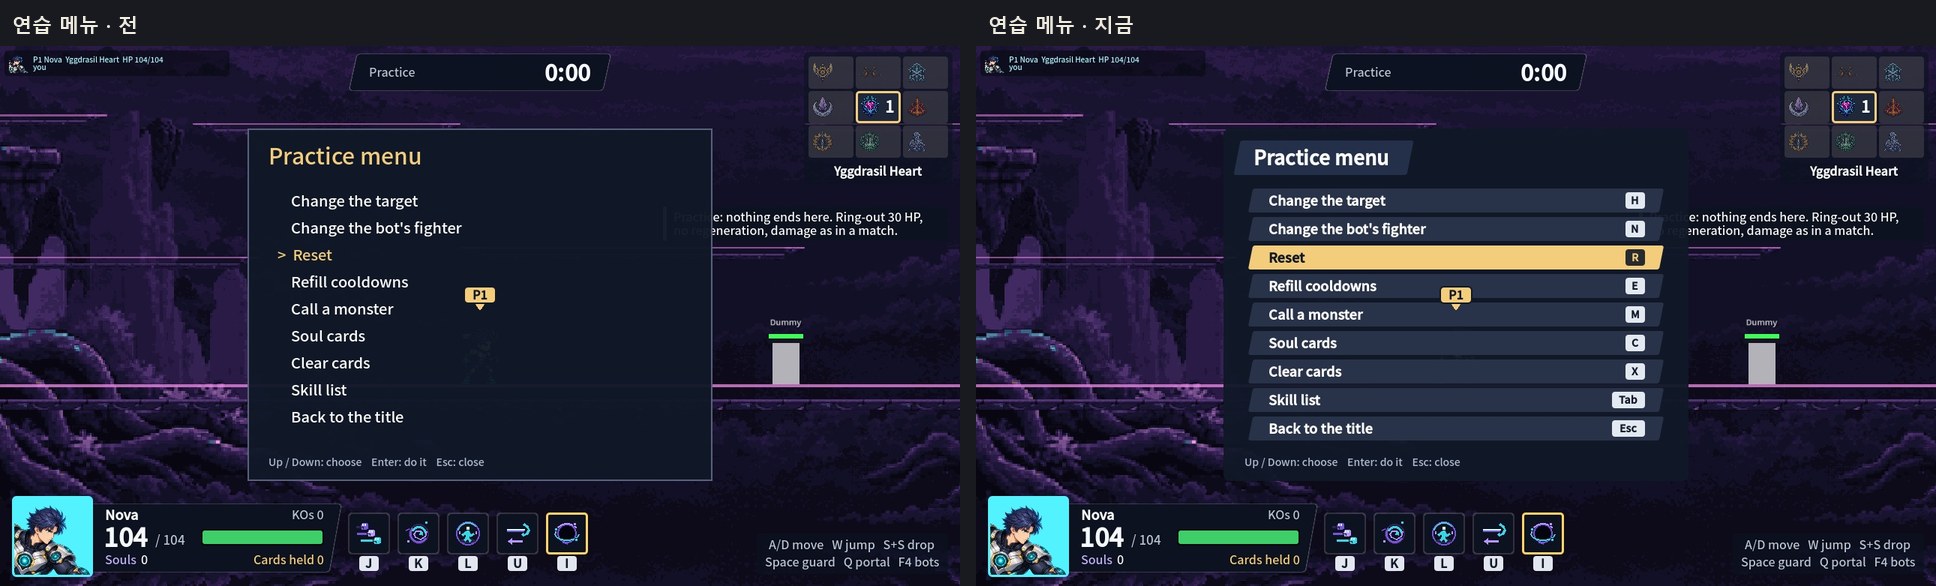 연습 메뉴 · 전
P1 Nova Yggdrasil Heart HP 104/104
you
Practice 0:00
1
Yggdrasil Heart
Practice: nothing ends here. Ring-out 30 HP,
no regeneration, damage as in a match.
Practice menu
Change the target
Change the bot's fighter
> Reset
Refill cooldowns
Call a monster
Soul cards
Clear cards
Skill list
Back to the title
Up / Down: choose Enter: do it Esc: close
P1
Dummy
Nova KOs 0
104 / 104
Souls 0 Cards held 0
J K L U I
A/D move W jump S+S drop
Space guard Q portal F4 bots
연습 메뉴 · 지금
P1 Nova Yggdrasil Heart HP 104/104
you
Practice 0:00
1
Yggdrasil Heart
e: nothing ends here. Ring-out 30 HP,
eneration, damage as in a match.
Practice menu
Change the target H
Change the bot's fighter N
Reset R
Refill cooldowns E
Call a monster M
Soul cards C
Clear cards X
Skill list Tab
Back to the title Esc
Up / Down: choose Enter: do it Esc: close
P1
Dummy
Nova KOs 0
104 / 104
Souls 0 Cards held 0
J K L U I
A/D move W jump S+S drop
Space guard Q portal F4 bots